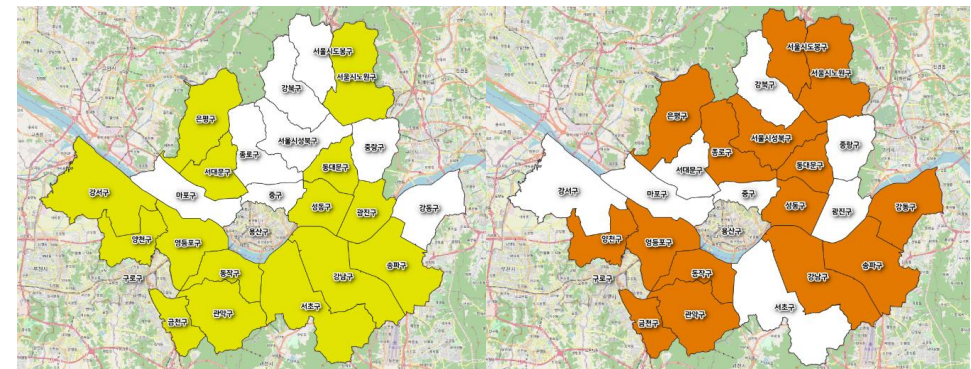 서울시도봉구
서울시노원구
강북구
은평구
서울시성북구
중랑구
종로구
동대문구
서대문구
강서구
마포구
중구
성동구
광진구
강동구
용산구
양천구
영등포구
송파구
구로구
동작구
강남구
서초구
관악구
금천구
서울시도봉구
서울시노원구
강북구
은평구
서울시성북구
중랑구
종로구
동대문구
서대문구
강서구
마포구
중구
성동구
광진구
강동구
용산구
양천구
영등포구
송파구
구로구
동작구
강남구
서초구
관악구
금천구